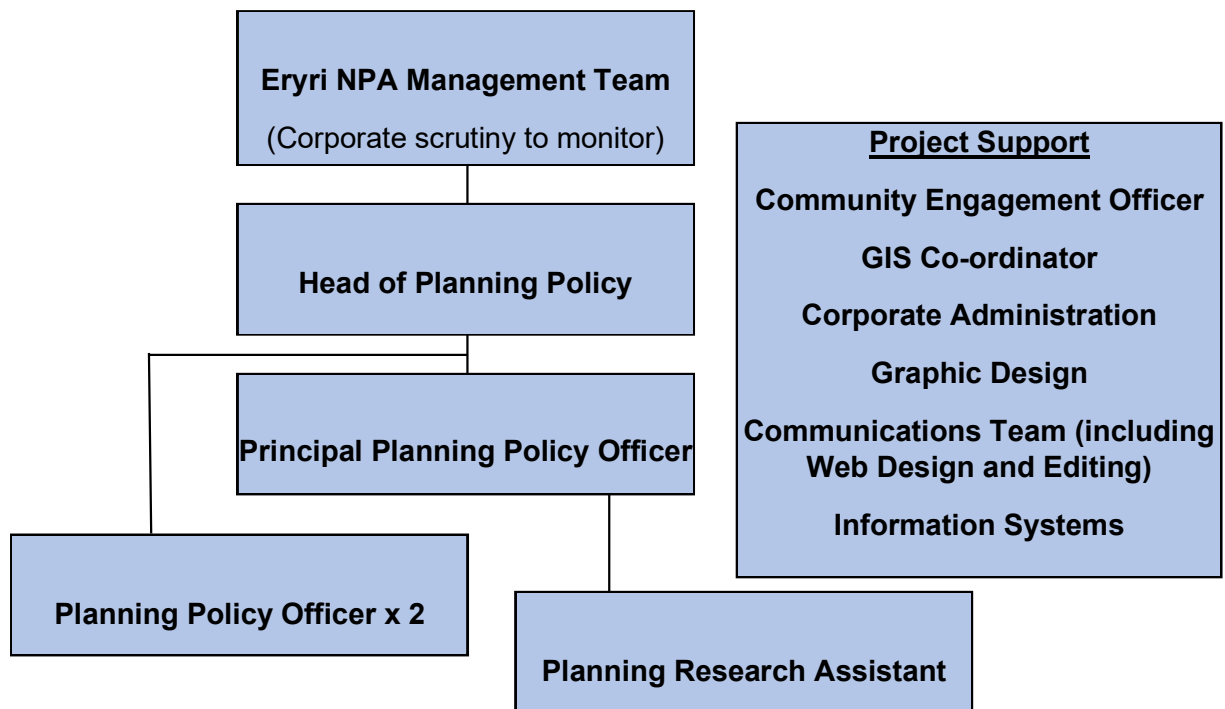 Eryri NPA Management Team
(Corporate scrutiny to monitor)
Head of Planning Policy
Principal Planning Policy Officer
Planning Policy Officer x 2
Planning Research Assistant
Project Support
Community Engagement Officer
GIS Co-ordinator
Corporate Administration
Graphic Design
Communications Team (including
Web Design and Editing)
Information Systems